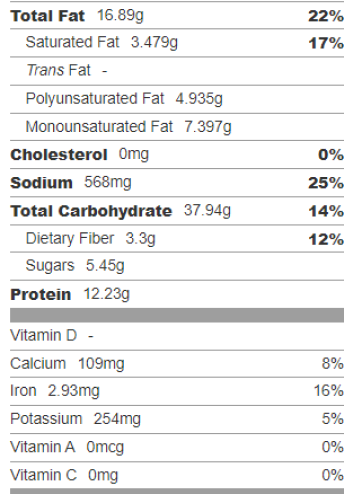 Total Fat 16.89g 22%
Saturated Fat 3.479g 17%
Trans Fat -
Polyunsaturated Fat 4.935g
Monounsaturated Fat 7.397g
Cholesterol 0mg 0%
Sodium 568mg 25%
Total Carbohydrate 37.94g 14%
Dietary Fiber 3.3g 12%
Sugars 5.45g
Protein 12.23g
Vitamin D -
Calcium 109mg 8%
Iron 2.93mg 16%
Potassium 254mg 5%
Vitamin A 0mcg 0%
Vitamin C 0mg 0%